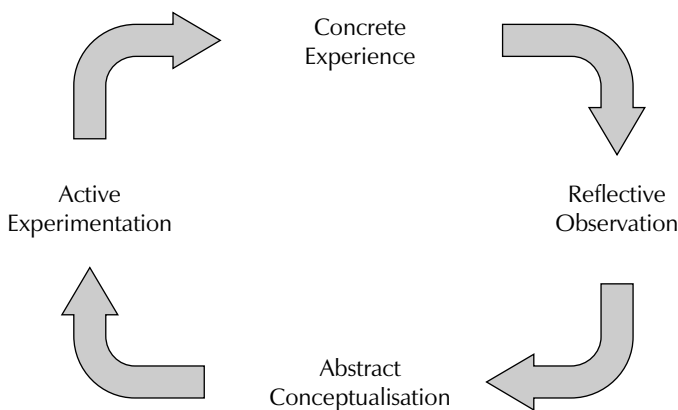 Concrete
Experience
Active
Experimentation
Reflective
Observation
Abstract
Conceptualisation